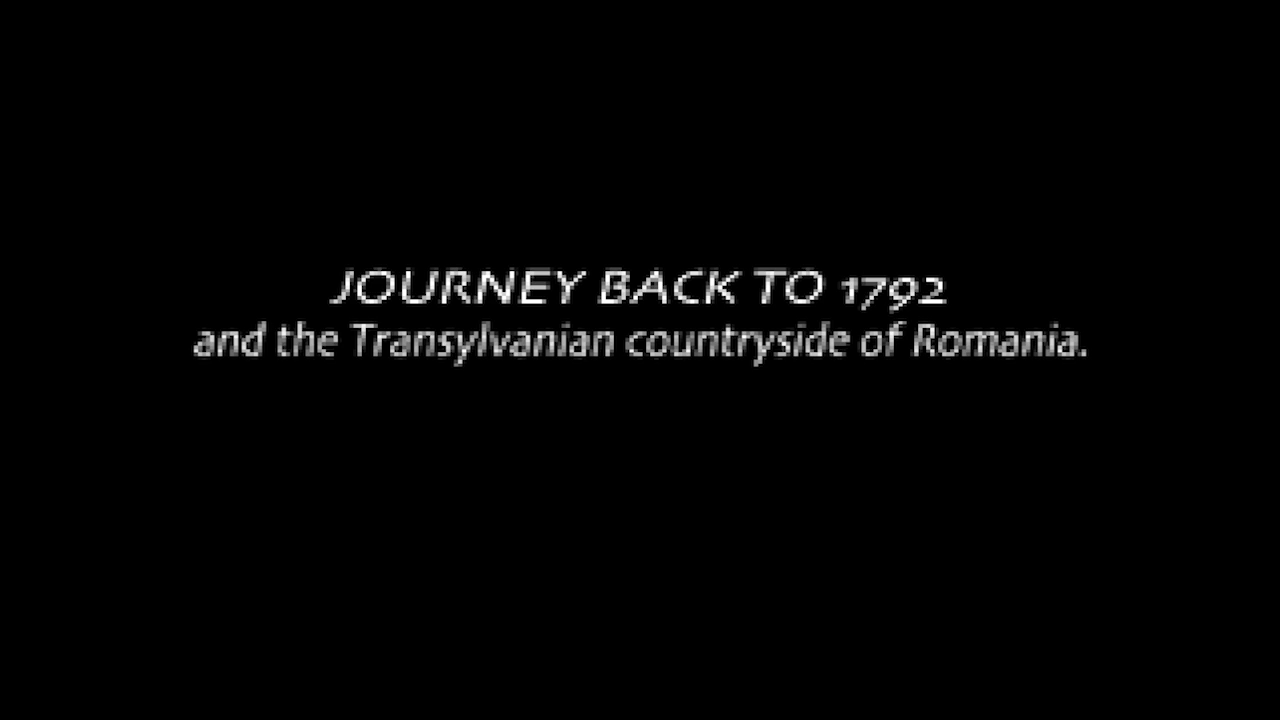 JOURNEY BACK TO 1792
and the Transylvanian countryside of Romania.